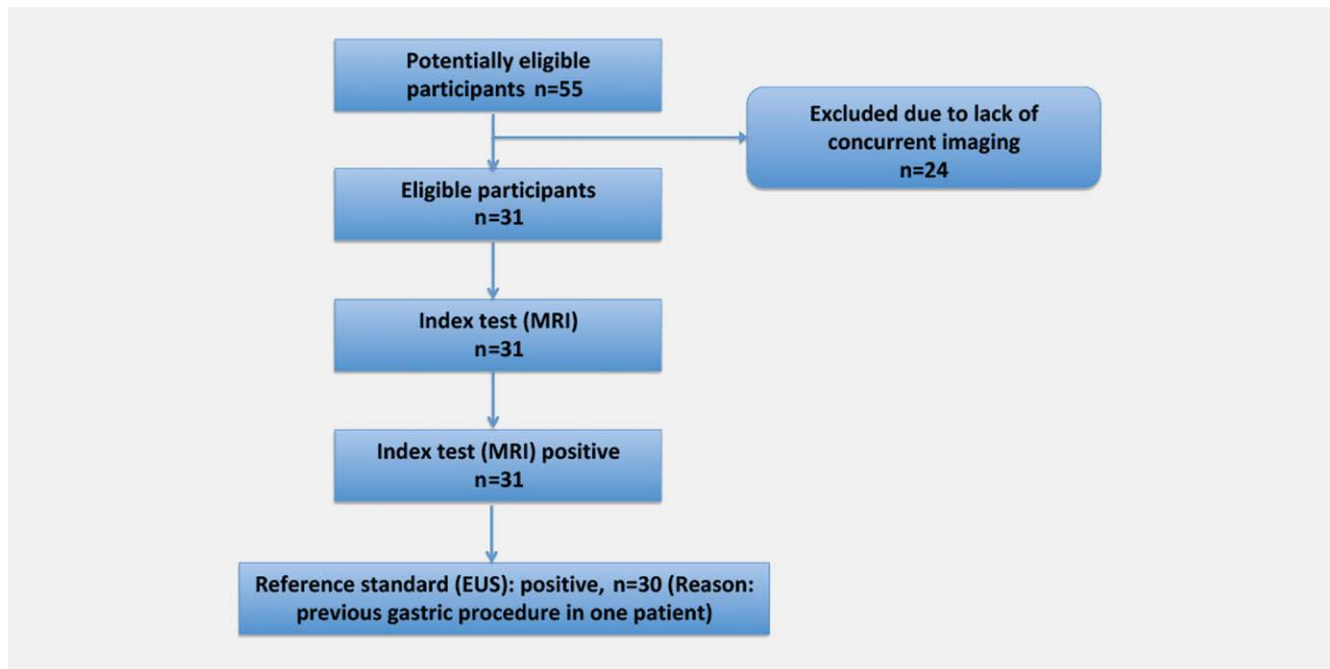 Potentially eligible
participants n=55
Excluded due to lack of
concurrent imaging
n=24
Eligible participants
n=31
Index test (MRI)
n=31
Index test (MRI) positive
n=31
Reference standard (EUS): positive, n=30 (Reason:
previous gastric procedure in one patient)